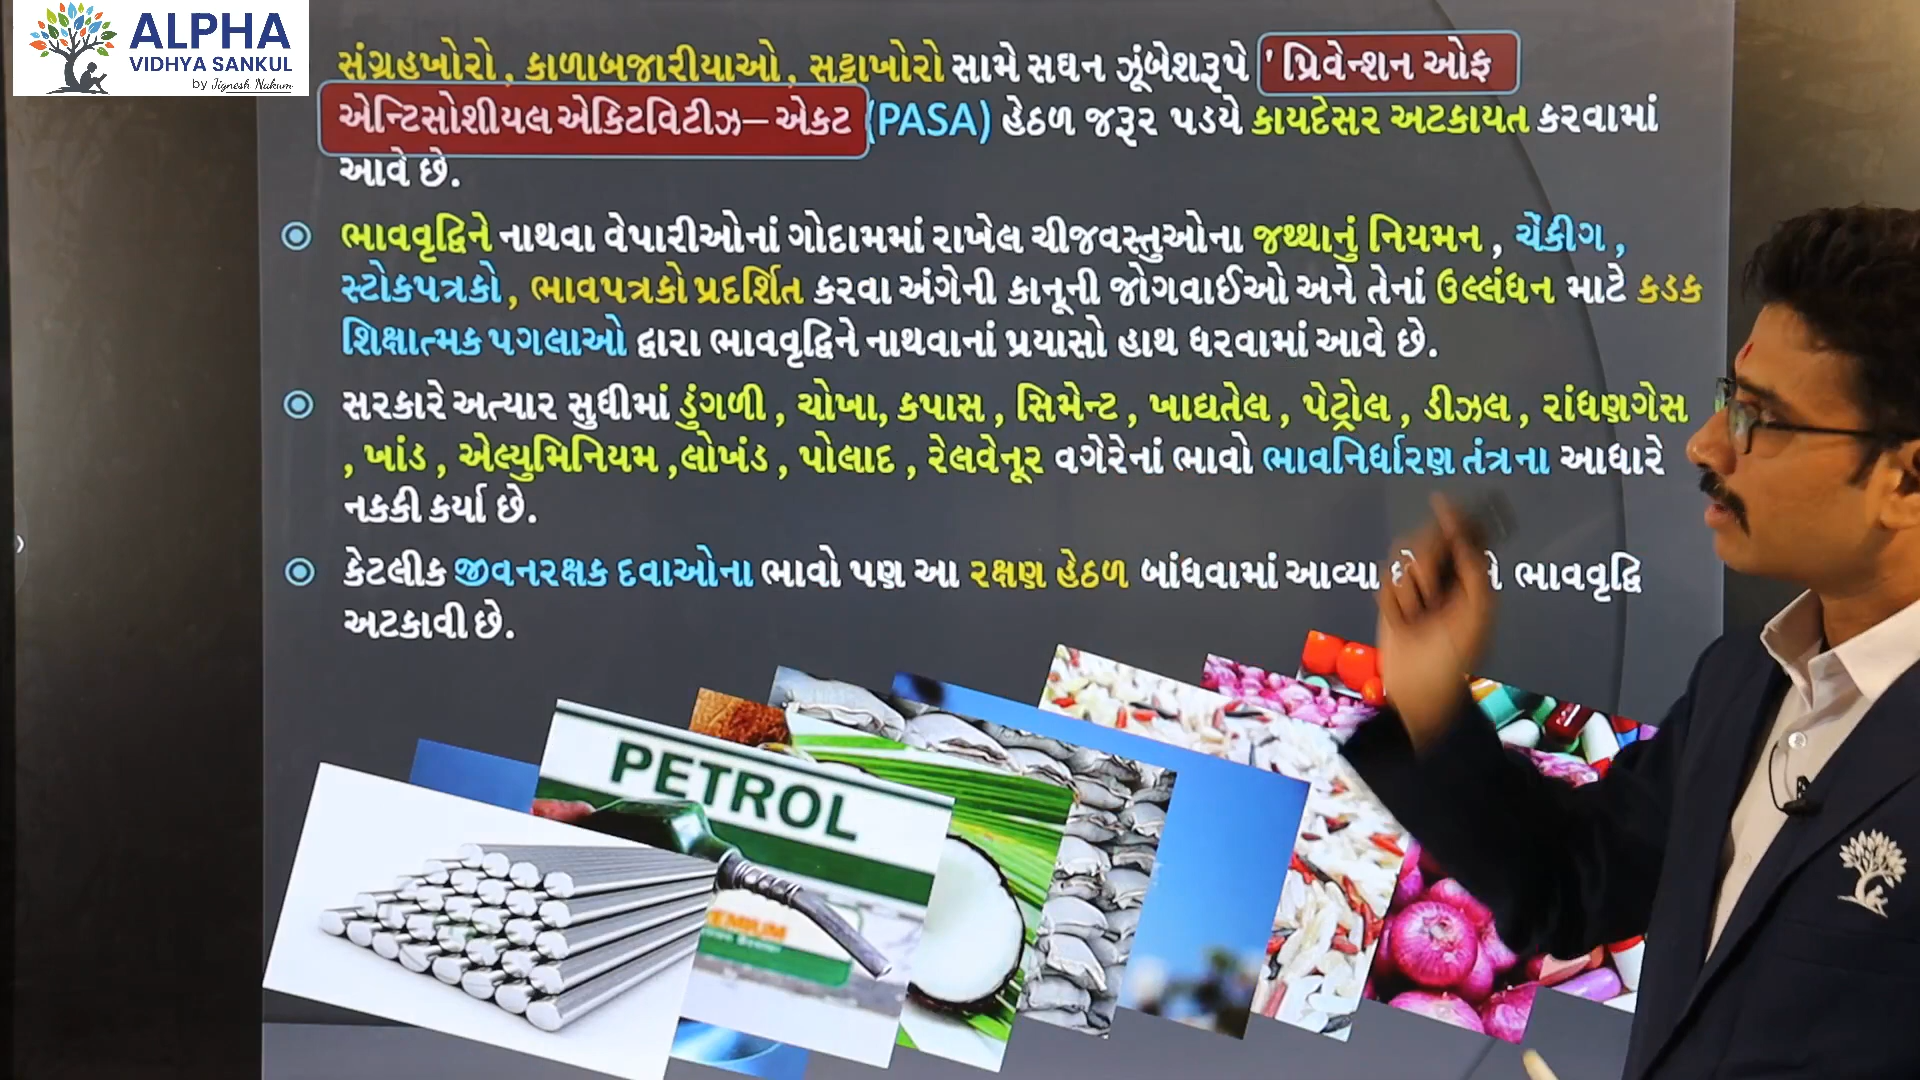 ALPHA
VIDHYA SANKUL
by Jignesh Nakum
સંગ્રહખોરો , કાળાબજારીયાઓ , સટ્ટાખોરો સામે સઘન ઝૂંબેશરૂપે ' પ્રિવેન્શન ઓફ
એન્ટિસોશીયલ એકિટવિટીઝ– એકટ (PASA) હેઠળ જરૂર પડયે કાયદેસર અટકાયત કરવામાં
આવે છે.
ભાવવૃદ્વિને નાથવા વેપારીઓનાં ગોદામમાં રાખેલ ચીજવસ્તુઓના જથ્થાનું નિયમન , ચેંકીગ ,
સ્ટોકપત્રકો , ભાવપત્રકો પ્રદર્શિત કરવા અંગેની કાનૂની જોગવાઈઓ અને તેનાં ઉલ્લંધન માટે કડક
શિક્ષાત્મક પગલાઓ દ્વારા ભાવવૃદ્વિને નાથવાનાં પ્રયાસો હાથ ધરવામાં આવે છે.
સરકારે અત્યાર સુધીમાં ડુંગળી , ચોખા, કપાસ , સિમેન્ટ , ખાદ્યતેલ , પેટ્રોલ , ડીઝલ , રાંધણગેસ
, ખાંડ , એલ્યુમિનિયમ ,લોખંડ , પોલાદ , રેલવેનૂર વગેરેનાં ભાવો ભાવનિર્ધારણ તંત્રના આધારે
નકકી કર્યા છે.
કેટલીક જીવનરક્ષક દવાઓના ભાવો પણ આ રક્ષણ હેઠળ બાંધવામાં આવ્યા ભાવવૃદ્વિ
અટકાવી છે.
PETROL